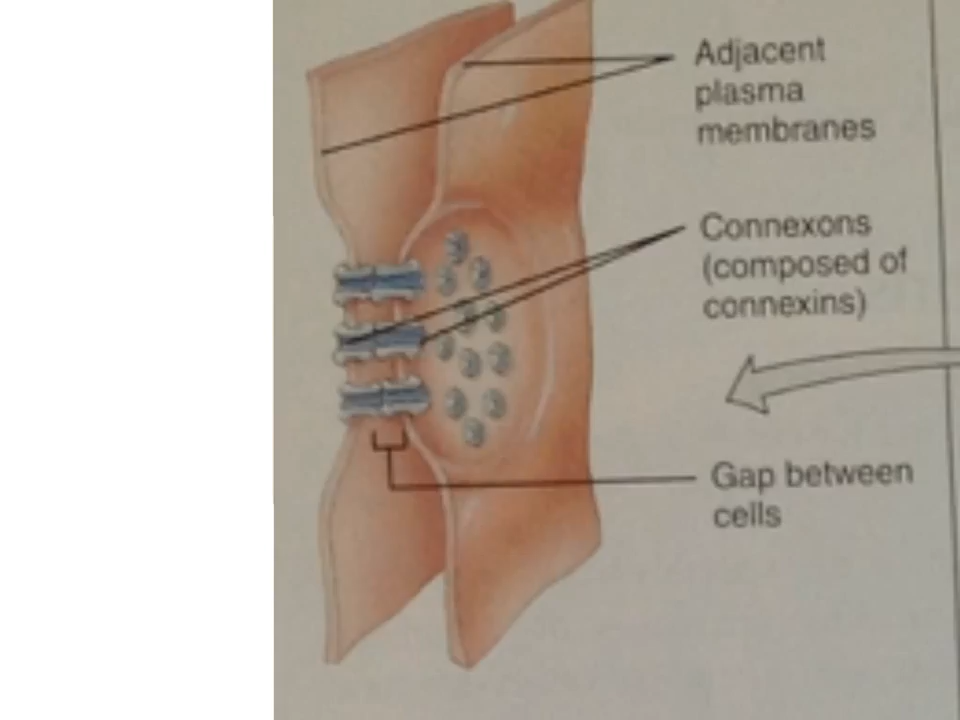 Adjacent
plasma
membranes
Connexons
(composed of
connexins)
Gap between
cells